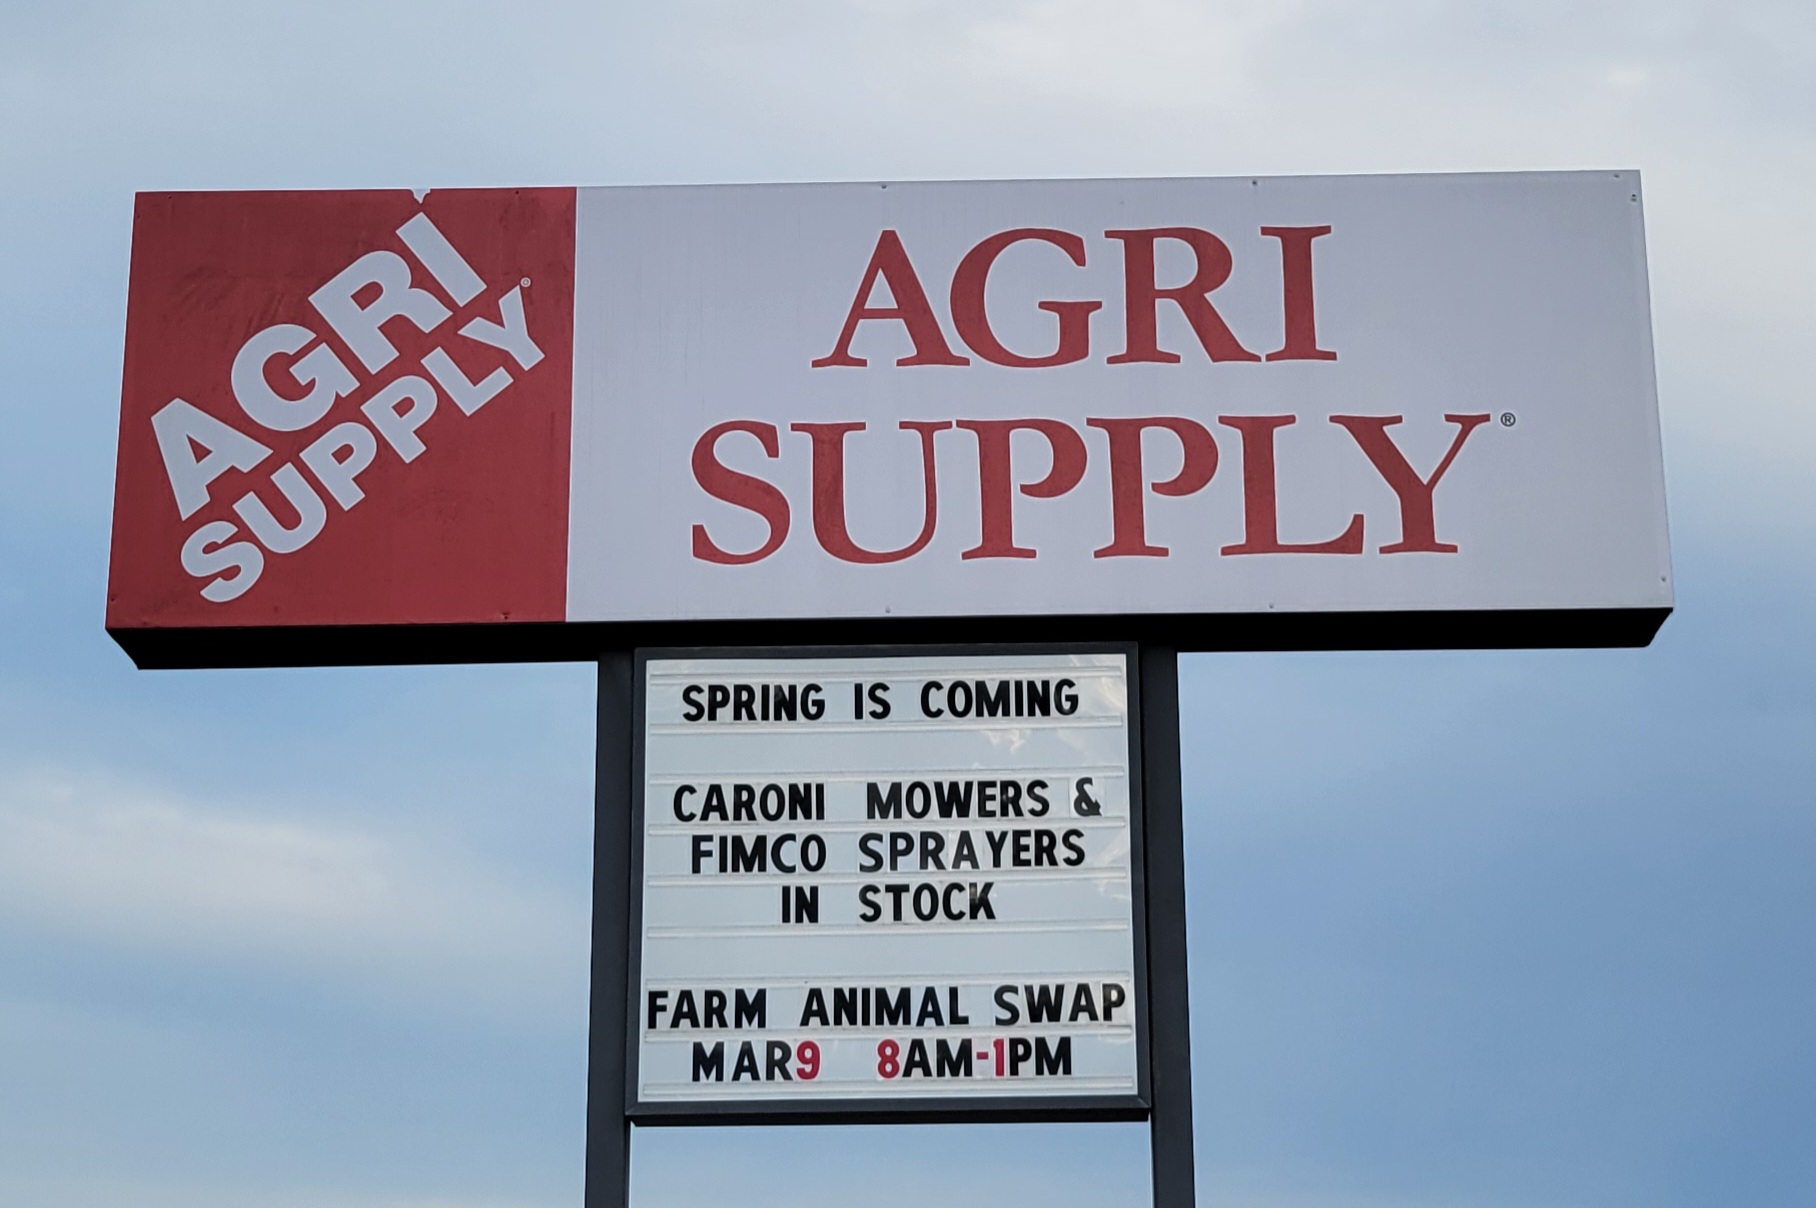 AGRI
SUPPLY®
AGRI
SUPPLY®
SPRING IS COMING
CARONI MOWERS &
FIMCO SPRAYERS
IN STOCK
FARM ANIMAL SWAP
MAR9 8AM-1PM